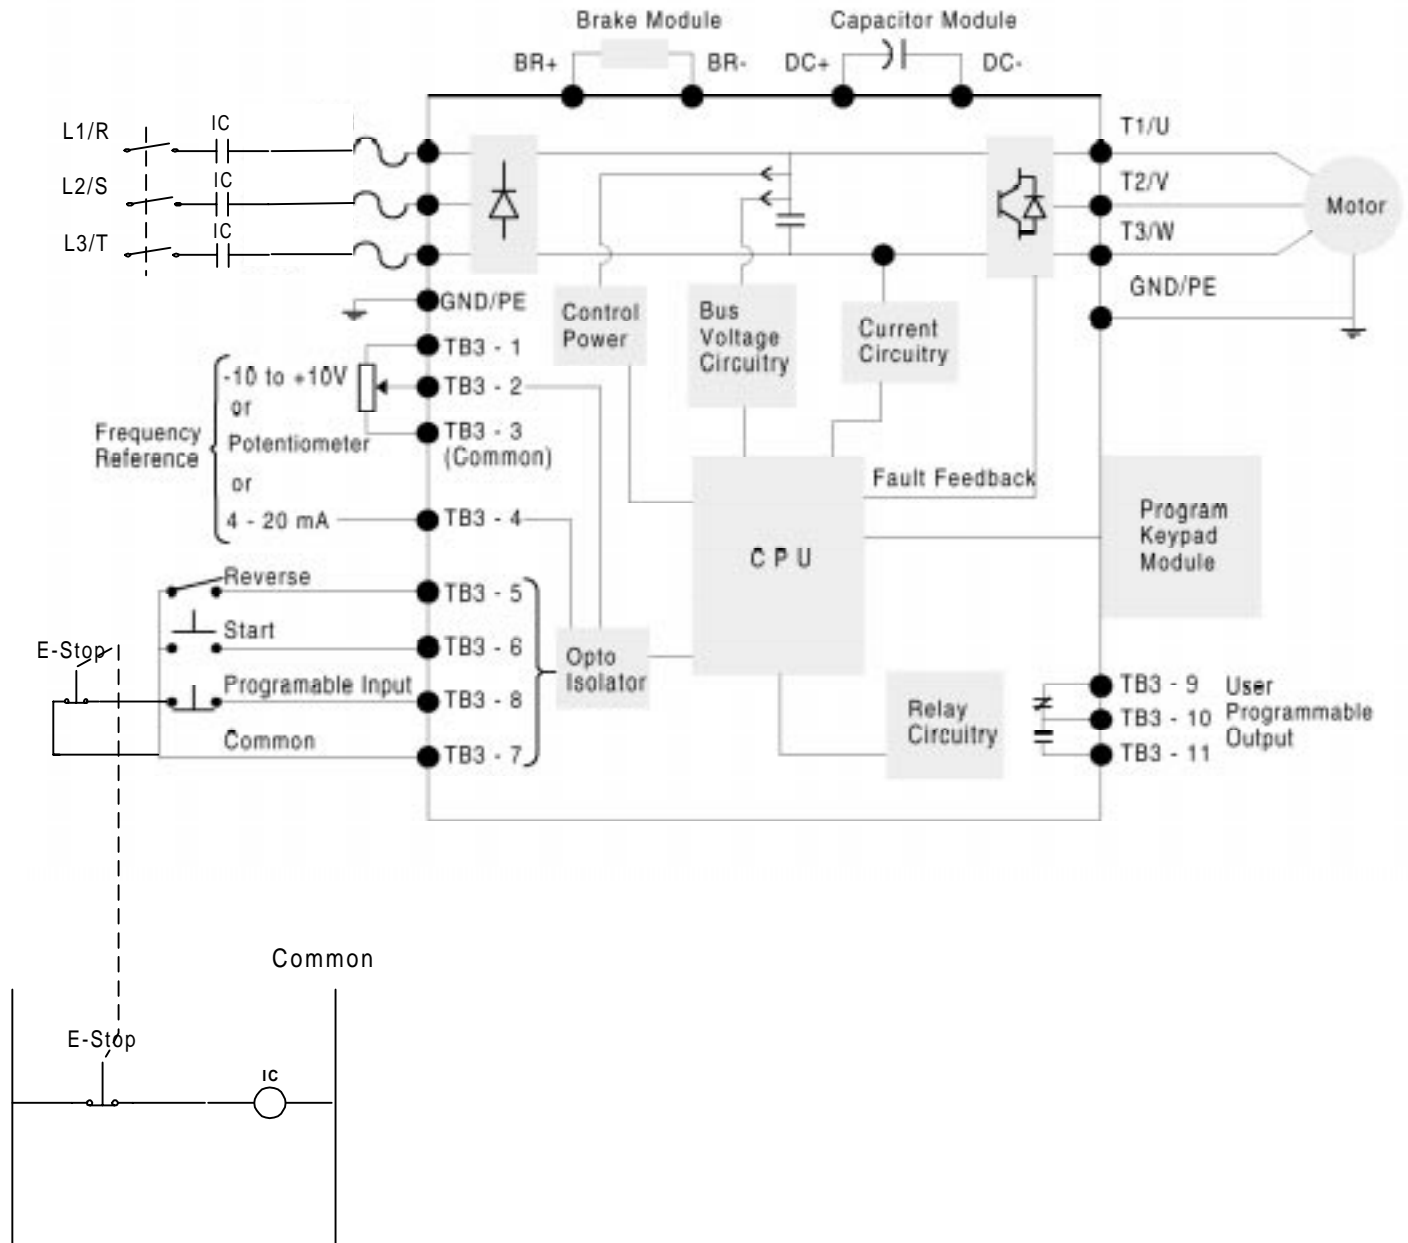 Brake Module
Capacitor Module
BR+
BR-
DC+
DC-
L1/R
IC
T1/U
L2/S
IC
T2/V
Motor
L3/T
IC
T3/W
GND/PE
GND/PE
Control
Power
Bus
Voltage
Circuitry
Current
Circuitry
TB3 - 1
-10 to +10V
TB3 - 2
or
Frequency
Reference
Potentiometer
TB3 - 3
(Common)
Fault Feedback
or
4 - 20 mA
TB3 - 4
CPU
Program
Keypad
Module
Reverse
TB3 - 5
Start
TB3 - 6
E-Stop
Opto
Isolator
Programable Input
TB3 - 8
Common
TB3 - 7
Relay
Circuitry
TB3 - 9
TB3 - 10
TB3 - 11
User
Programmable
Output
Common
E-Stop
IC